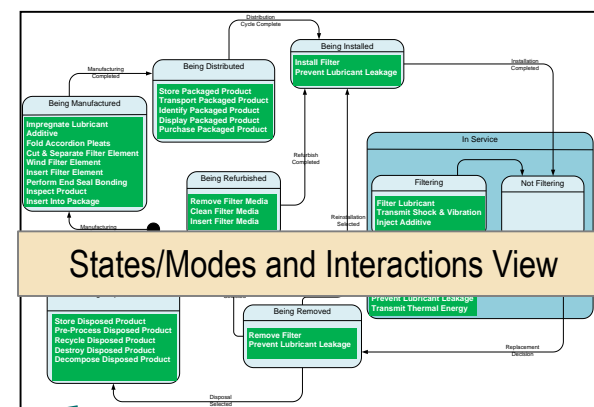 Distribution
Cycle Complete
Being Installed
Install Filter
Prevent Lubricant Leakage
Manufacturing
Completed
Being Distributed
Store Packaged Product
Transport Packaged Product
Identify Packaged Product
Display Packaged Product
Purchase Packaged Product
Installation
Completed
Being Manufactured
Impregnate Lubricant
Additive
Fold Accordion Pleats
Cut & Separate Filter Element
Wind Filter Element
Insert Filter Element
Perform End Seal Bonding
Inspect Product
Insert Into Package
In Service
Refurbish
Completed
Being Refurbished
Remove Filter Media
Clean Filter Media
Insert Filter Media
Filtering
Filter Lubricant
Transmit Shock & Vibration
Inject Additive
Not Filtering
Reinstallation
Selected
Manufacturing
States/Modes and Interactions View
Prevent Lubricant Leakage
Transmit Thermal Energy
Store Disposed Product
Pre-Process Disposed Product
Recycle Disposed Product
Destroy Disposed Product
Decompose Disposed Product
Being Removed
Remove Filter
Prevent Lubricant Leakage
Replacement
Decision
Disposal
Selected